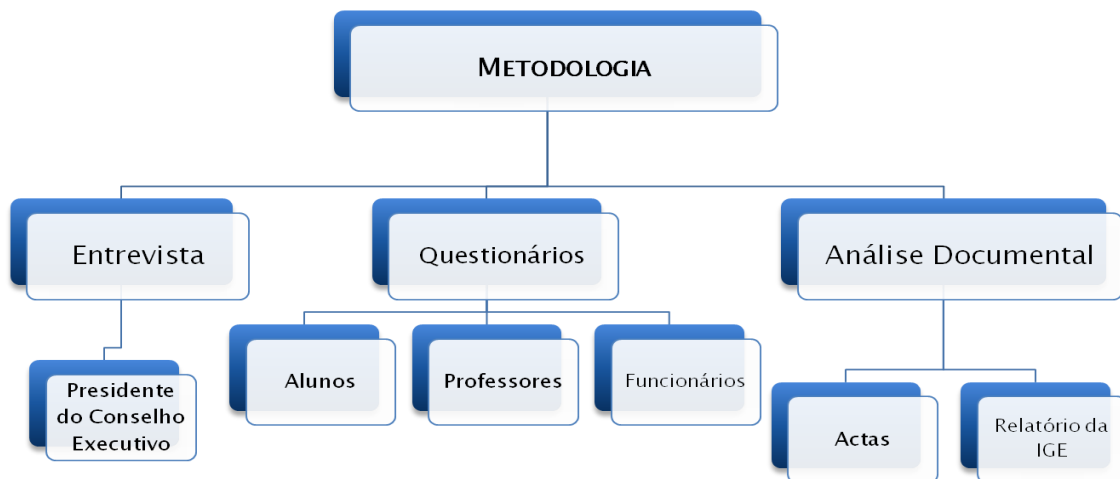 METODOLOGIA
Entrevista
Questionários
Análise Documental
Presidente
do Conselho
Executivo
Alunos
Professores
Funcionários
Actas
Relatório da
IGE